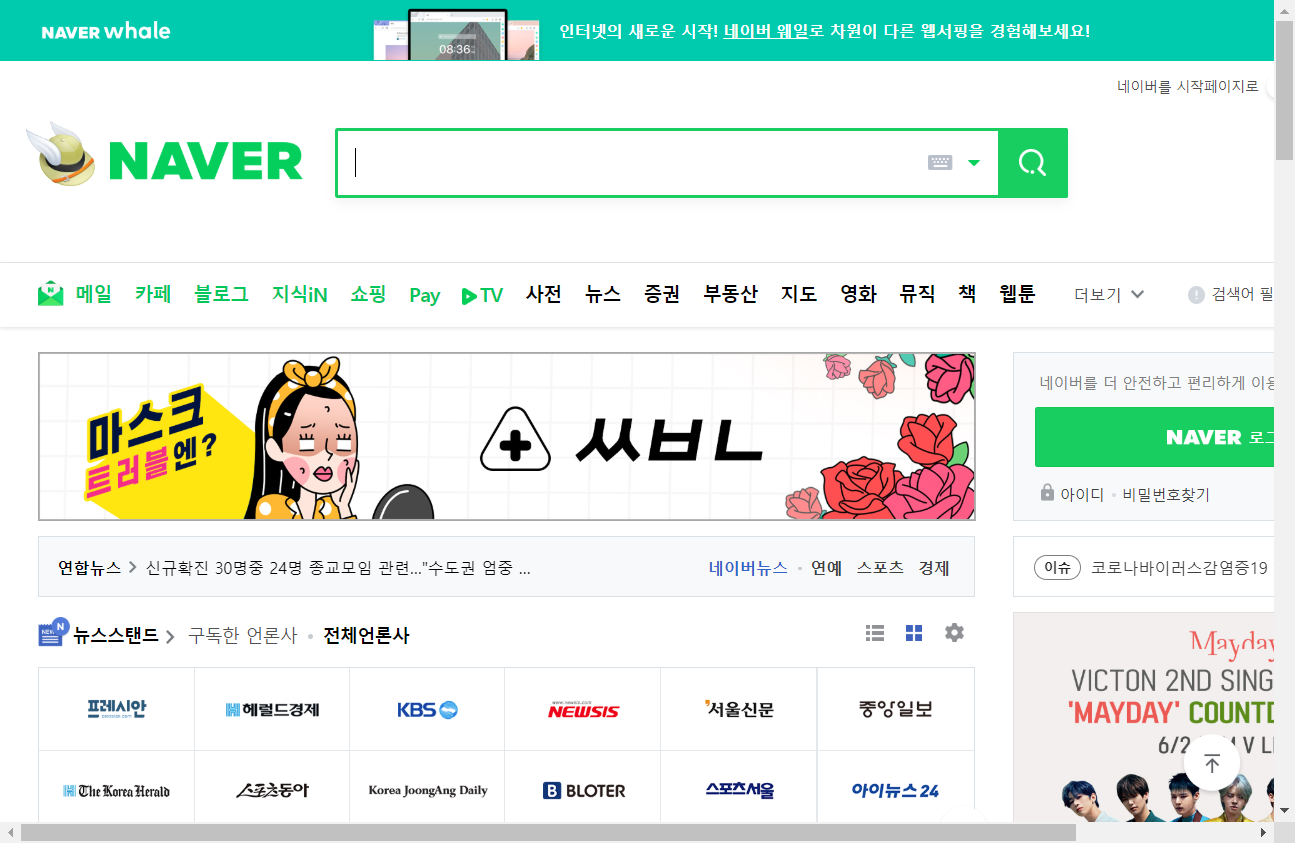 NAVER whale
08:36
인터넷의 새로운 시작! 네이버 웨일로 차원이 다른 웹서핑을 경험해보세요!
네이버를 시작페이지로
NAVER
메일 카페 블로그 지식iN 쇼핑 Pay TV 사전 뉴스 증권 부동산 지도 영화 뮤직 책 웹툰 더보기 검색어 필
마스크
트러블엔?
ㅆㅂㄴ
네이버를 더 안전하고 편리하게 이용
NAVER 로그
아이디 비밀번호찾기
연합뉴스 신규확진 30명중 24명 종교모임 관련..."수도권 엄중 ...
네이버뉴스 연예 스포츠 경제
이슈 코로나바이러스감염증19
뉴스스탠드 구독한 언론사 전체언론사
프레시안 헤럴드경제 KBS NEWSIS 서울신문 중앙일보
The Korea Herald 스포츠동아 Korea JoongAng Daily BLOTER 스포츠서울 아이뉴스24
Mayday
VICTON 2ND SING
'MAYDAY' COUNTD
6/2
V LI